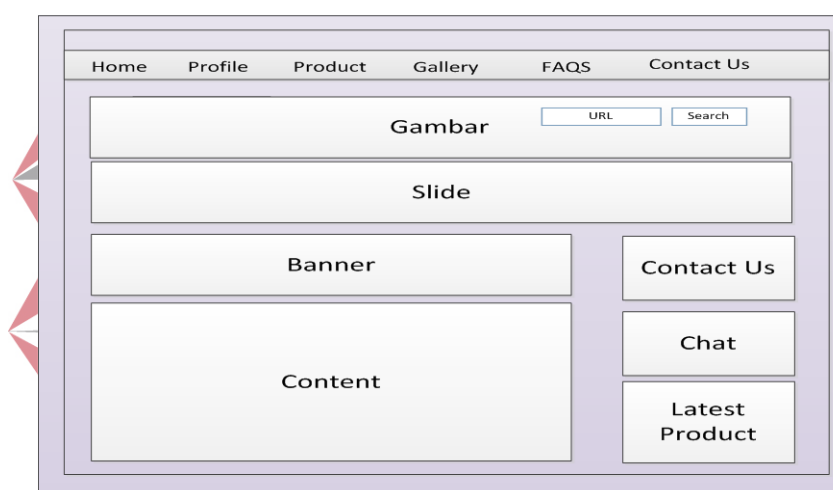 Home Profile Product Gallery FAQS Contact Us
Gambar URL Search
Slide
Banner
Contact Us
Content
Chat
Latest
Product